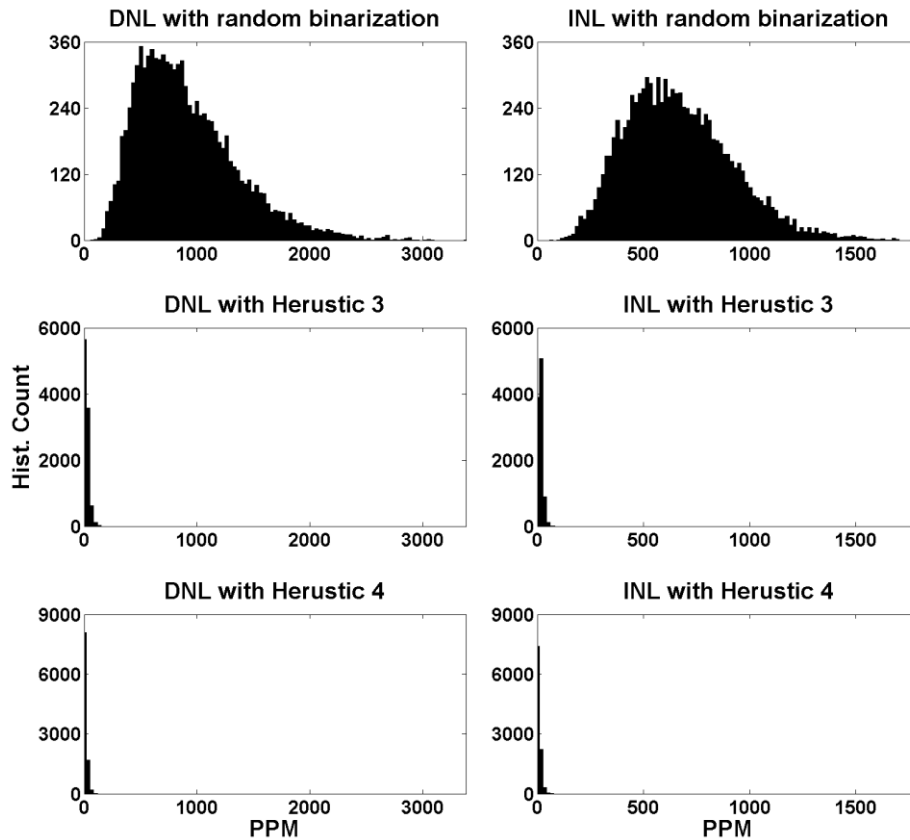 DNL with random binarization
INL with random binarization
360
240
120
0
0 1000 2000 3000
360
240
120
0
0 500 1000 1500
DNL with Herustic 3
INL with Herustic 3
Hist. Count
6000
4000
2000
0
0 1000 2000 3000
6000
4000
2000
0
0 500 1000 1500
DNL with Herustic 4
INL with Herustic 4
9000
6000
3000
0
0 1000 2000 3000
PPM
9000
6000
3000
0
0 500 1000 1500
PPM